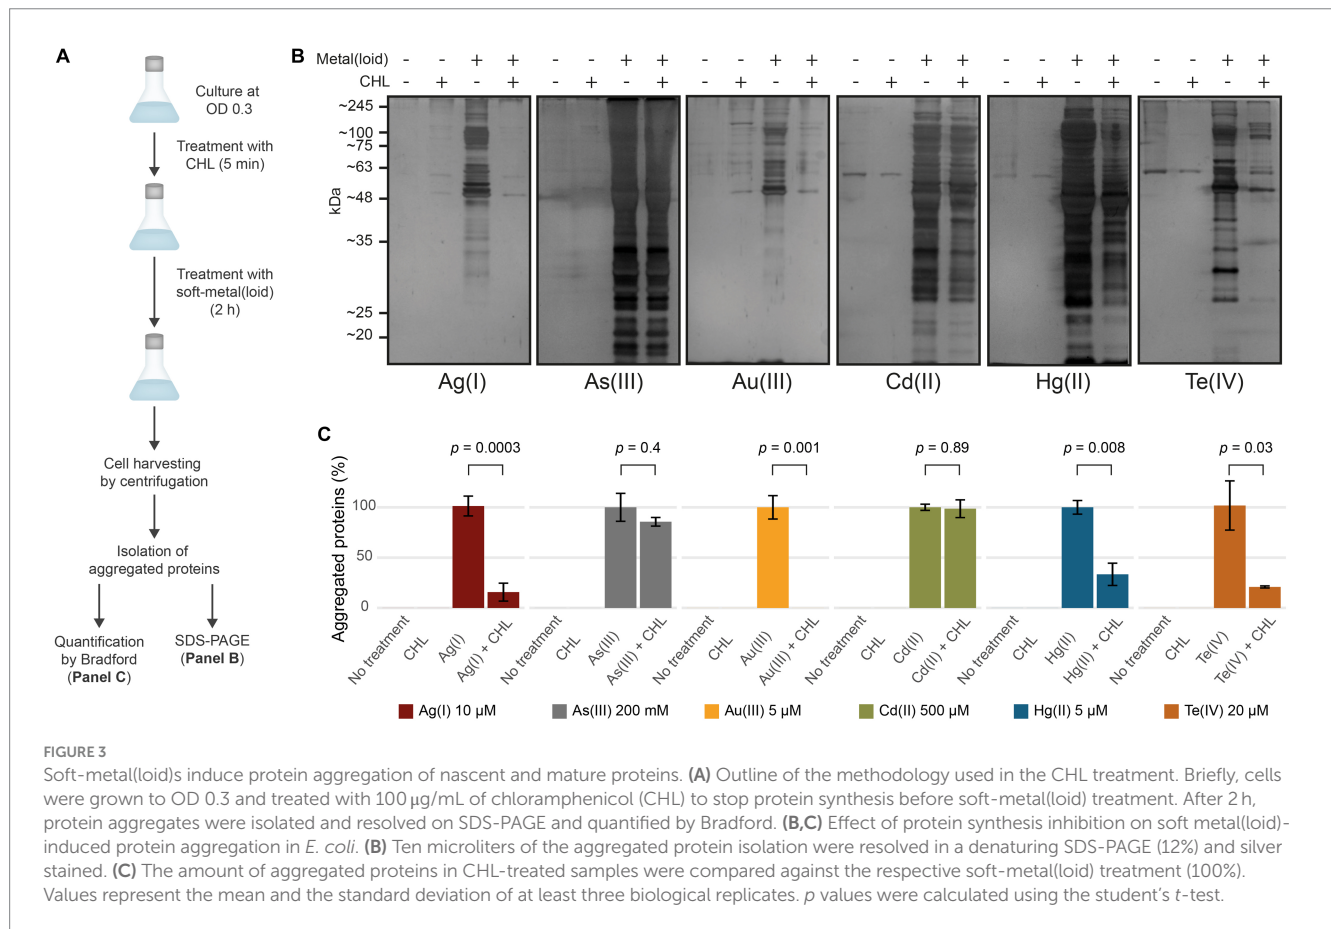 A
Culture at
OD 0.3
Treatment with
CHL (5 min)
Treatment with
soft-metal(loid)
(2 h)
Cell harvesting
by centrifugation
Isolation of
aggregated proteins
Quantification
by Bradford
(Panel C)
SDS-PAGE
(Panel B)
B
Metal(loid) - - + + - - + + - - + + - - + + - - + + - - + +
CHL - + - + - + - + - + - + - + - + - + - + - + - +
kDa
~245
~100
~75
~63
~48
~35
~25
~20
Ag(I) As(III) Au(III) Cd(II) Hg(II) Te(IV)
C
p = 0.0003 p = 0.4 p = 0.001 p = 0.89 p = 0.008 p = 0.03
Aggregated proteins (%)
100
50
0
No treatment CHL Ag(I) Ag(I) + CHL No treatment CHL As(III) As(III) + CHL No treatment CHL Au(III) Au(III) + CHL No treatment CHL Cd(II) Cd(II) + CHL No treatment CHL Hg(II) Hg(II) + CHL No treatment CHL Te(IV) Te(IV) + CHL
Ag(I) 10 µM As(III) 200 mM Au(III) 5 µM Cd(II) 500 µM Hg(II) 5 µM Te(IV) 20 µM
FIGURE 3
Soft-metal(loid)s induce protein aggregation of nascent and mature proteins. (A) Outline of the methodology used in the CHL treatment. Briefly, cells
were grown to OD 0.3 and treated with 100 µg/mL of chloramphenicol (CHL) to stop protein synthesis before soft-metal(loid) treatment. After 2 h,
protein aggregates were isolated and resolved on SDS-PAGE and quantified by Bradford. (B,C) Effect of protein synthesis inhibition on soft metal(loid)-
induced protein aggregation in E. coli. (B) Ten microliters of the aggregated protein isolation were resolved in a denaturing SDS-PAGE (12%) and silver
stained. (C) The amount of aggregated proteins in CHL-treated samples were compared against the respective soft-metal(loid) treatment (100%).
Values represent the mean and the standard deviation of at least three biological replicates. p values were calculated using the student's t-test.